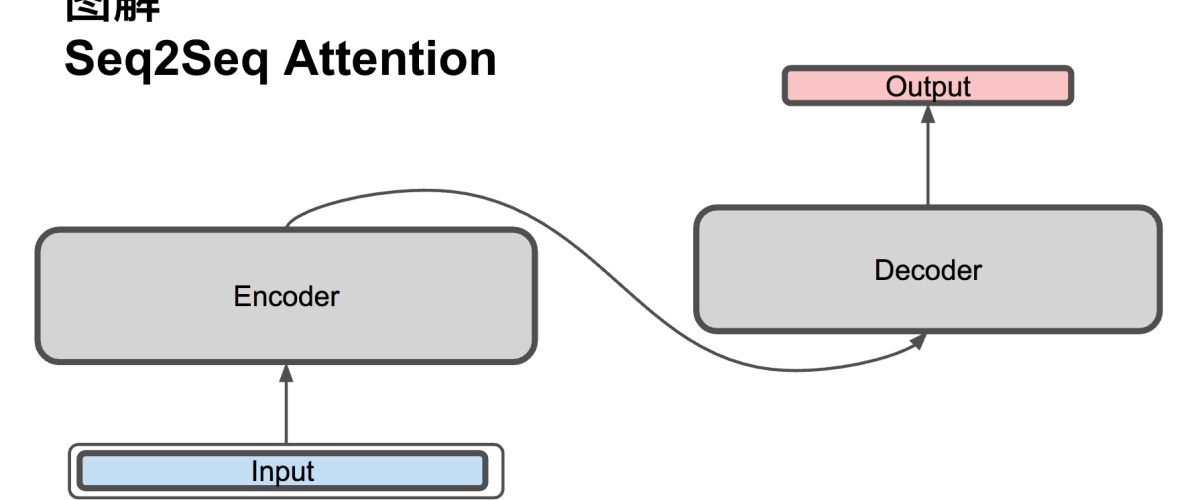 图解
Seq2Seq Attention
Output
Decoder
Encoder
Input